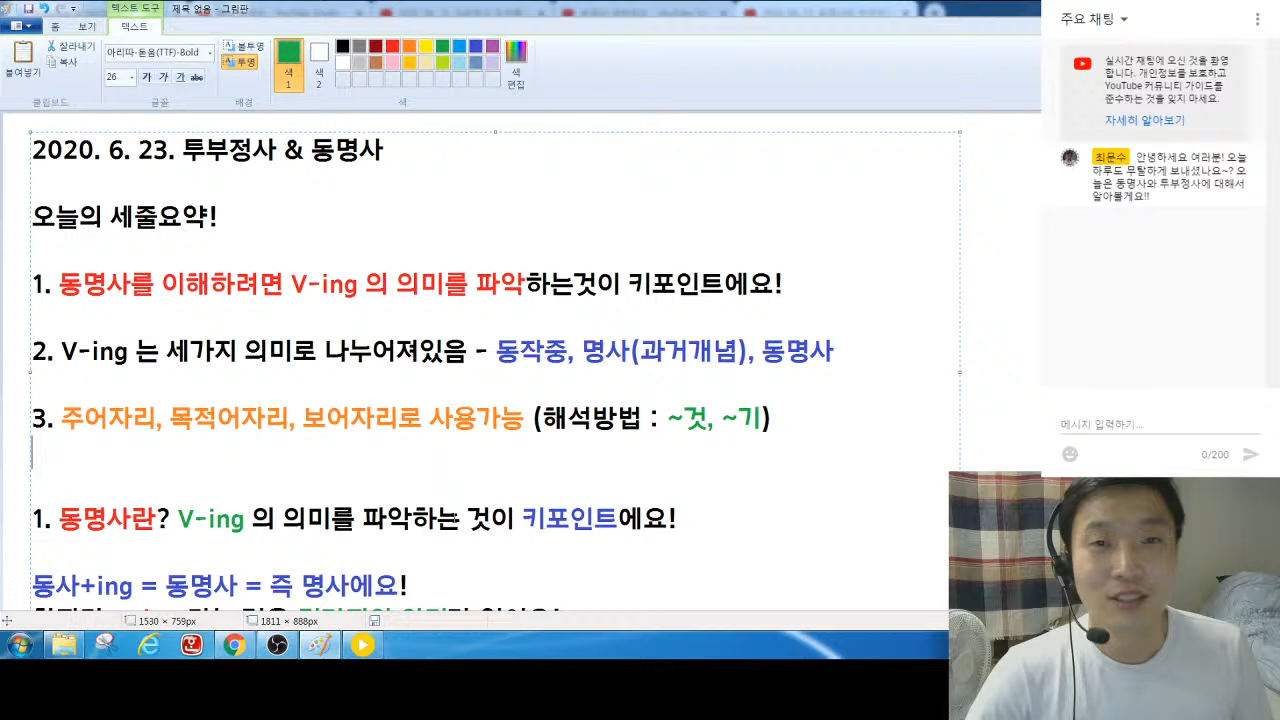 텍스트 도구
제목 없음 - 그림판
홈
보기
텍스트
주요 채팅
붙여넣기
잘라내기
복사
아리따-돋움(TTF)-Bold
26
가 가 가 abc
불투명
투명
색
1
색
2
색
편집
클립보드
글꼴
배경
색
실시간 채팅에 오신 것을 환영
합니다. 개인정보를 보호하고
YouTube 커뮤니티 가이드를
준수하는 것을 잊지 마세요.
자세히 알아보기
최문수 안녕하세요 여러분! 오늘
하루도 무탈하게 보내셨나요~? 오
늘은 동명사와 투부정사에 대해서
알아볼게요!!
2020. 6. 23. 투부정사 & 동명사
오늘의 세줄요약!
1. 동명사를 이해하려면 V-ing 의 의미를 파악하는것이 키포인트에요!
2. V-ing 는 세가지 의미로 나누어져있음 - 동작중, 명사(과거개념), 동명사
3. 주어자리, 목적어자리, 보어자리로 사용가능 (해석방법 : ~것, ~기)
1. 동명사란? V-ing 의 의미를 파악하는 것이 키포인트에요!
동사+ing = 동명사 = 즉 명사에요!
메시지 입력하기...
0/200
1530 × 759px
1811 × 888px